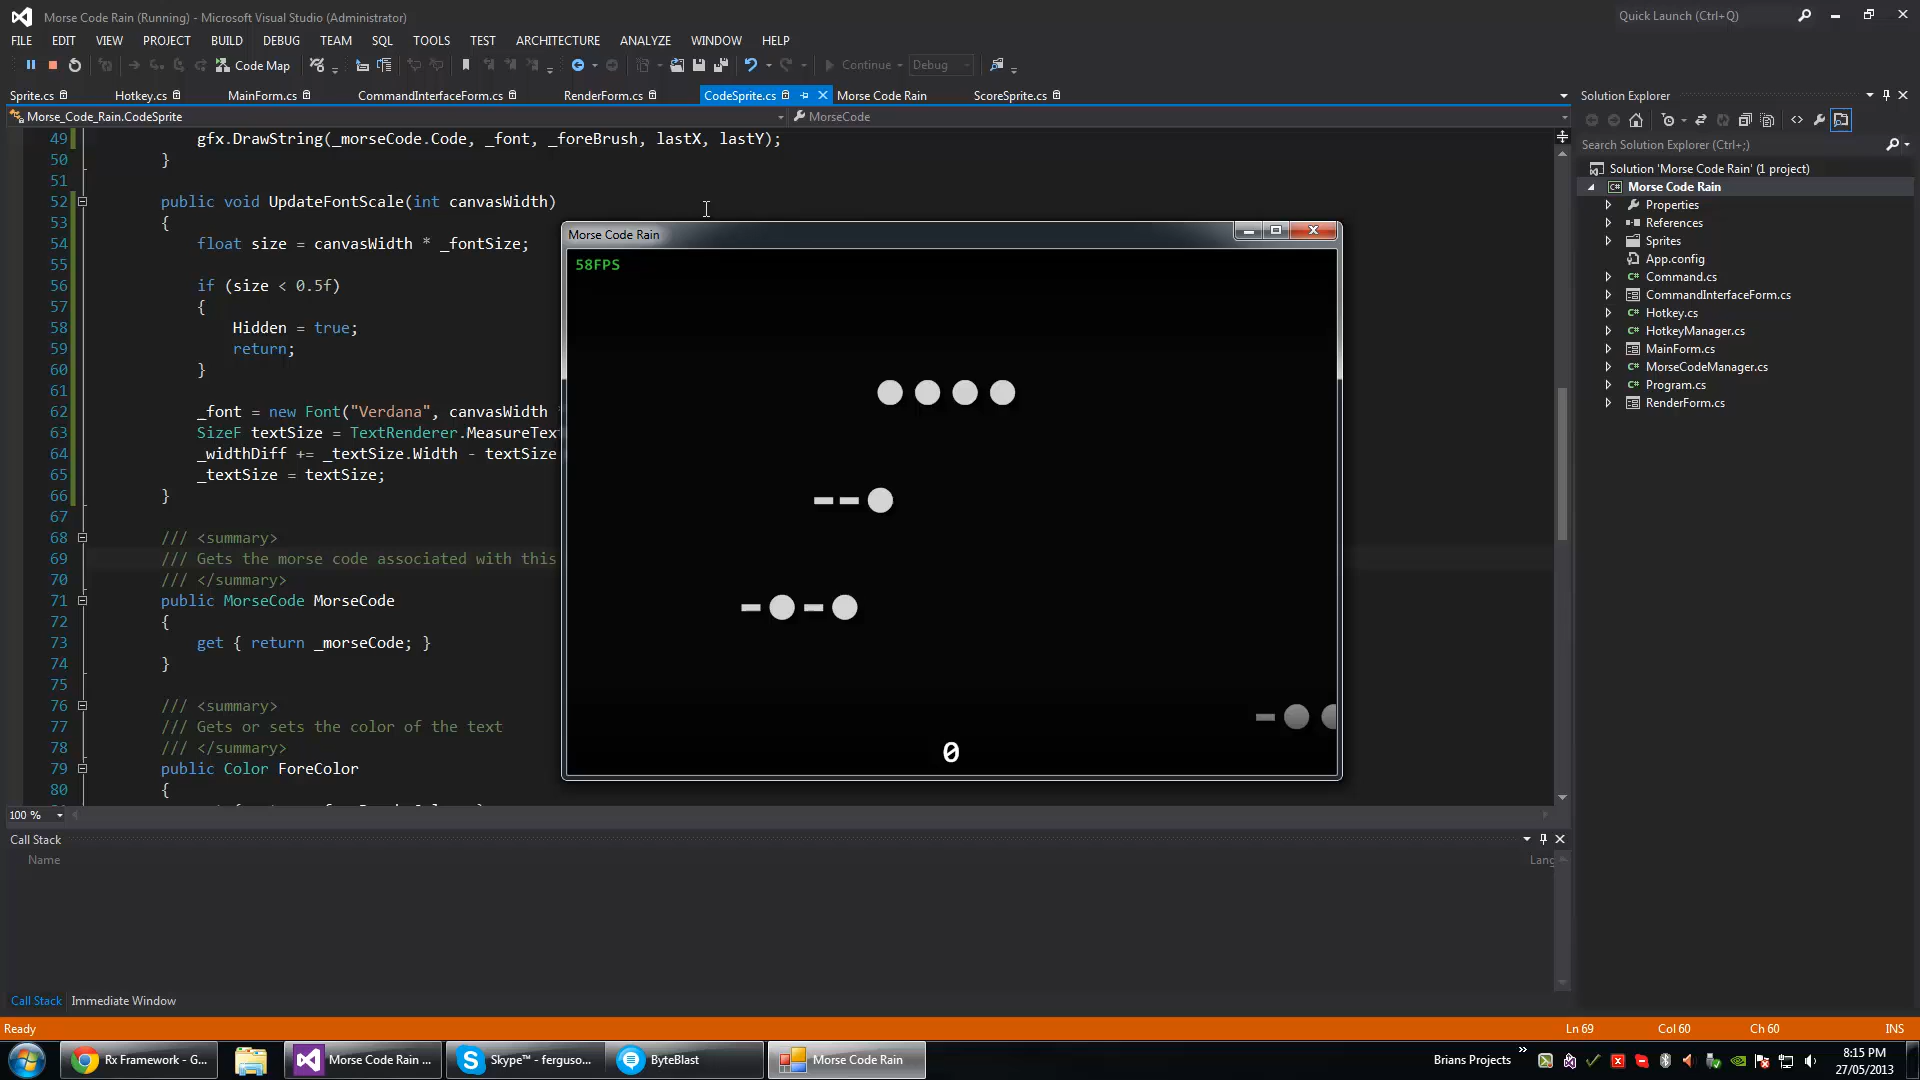 Morse Code Rain (Running) - Microsoft Visual Studio (Administrator)
Quick Launch (Ctrl+Q)
FILE EDIT VIEW PROJECT BUILD DEBUG TEAM SQL TOOLS TEST ARCHITECTURE ANALYZE WINDOW HELP
Code Map
Continue
Debug
Sprite.cs Hotkey.cs MainForm.cs CommandInterfaceForm.cs RenderForm.cs CodeSprite.cs Morse Code Rain ScoreSprite.cs
Morse_Code_Rain.CodeSprite
MorseCode
49 gfx.DrawString(_morseCode.Code, _font, _foreBrush, lastX, lastY);
50 }
51
52 public void UpdateFontScale(int canvasWidth)
53 {
54 float size = canvasWidth * _fontSize;
55
56 if (size < 0.5f)
57 {
58 Hidden = true;
59 return;
60 }
61
62 _font = new Font("Verdana", canvasWidth
63 SizeF textSize = TextRenderer.MeasureText
64 _widthDiff += _textSize.Width - textSize
65 _textSize = textSize;
66 }
67
68 /// <summary>
69 /// Gets the morse code associated with this
70 /// </summary>
71 public MorseCode MorseCode
72 {
73 get { return _morseCode; }
74 }
75
76 /// <summary>
77 /// Gets or sets the color of the text
78 /// </summary>
79 public Color ForeColor
80 {
100 %
Morse Code Rain
58FPS
0
Solution Explorer
Search Solution Explorer (Ctrl+;)
Solution 'Morse Code Rain' (1 project)
Morse Code Rain
Properties
References
Sprites
App.config
Command.cs
CommandInterfaceForm.cs
Hotkey.cs
HotkeyManager.cs
MainForm.cs
MorseCodeManager.cs
Program.cs
RenderForm.cs
Call Stack
Name
Lang
Call Stack Immediate Window
Ready
Ln 69 Col 60 Ch 60 INS
Rx Framework - G...
Morse Code Rain ...
Skype™ - ferguso...
ByteBlast
Morse Code Rain
Brians Projects
8:15 PM
27/05/2013